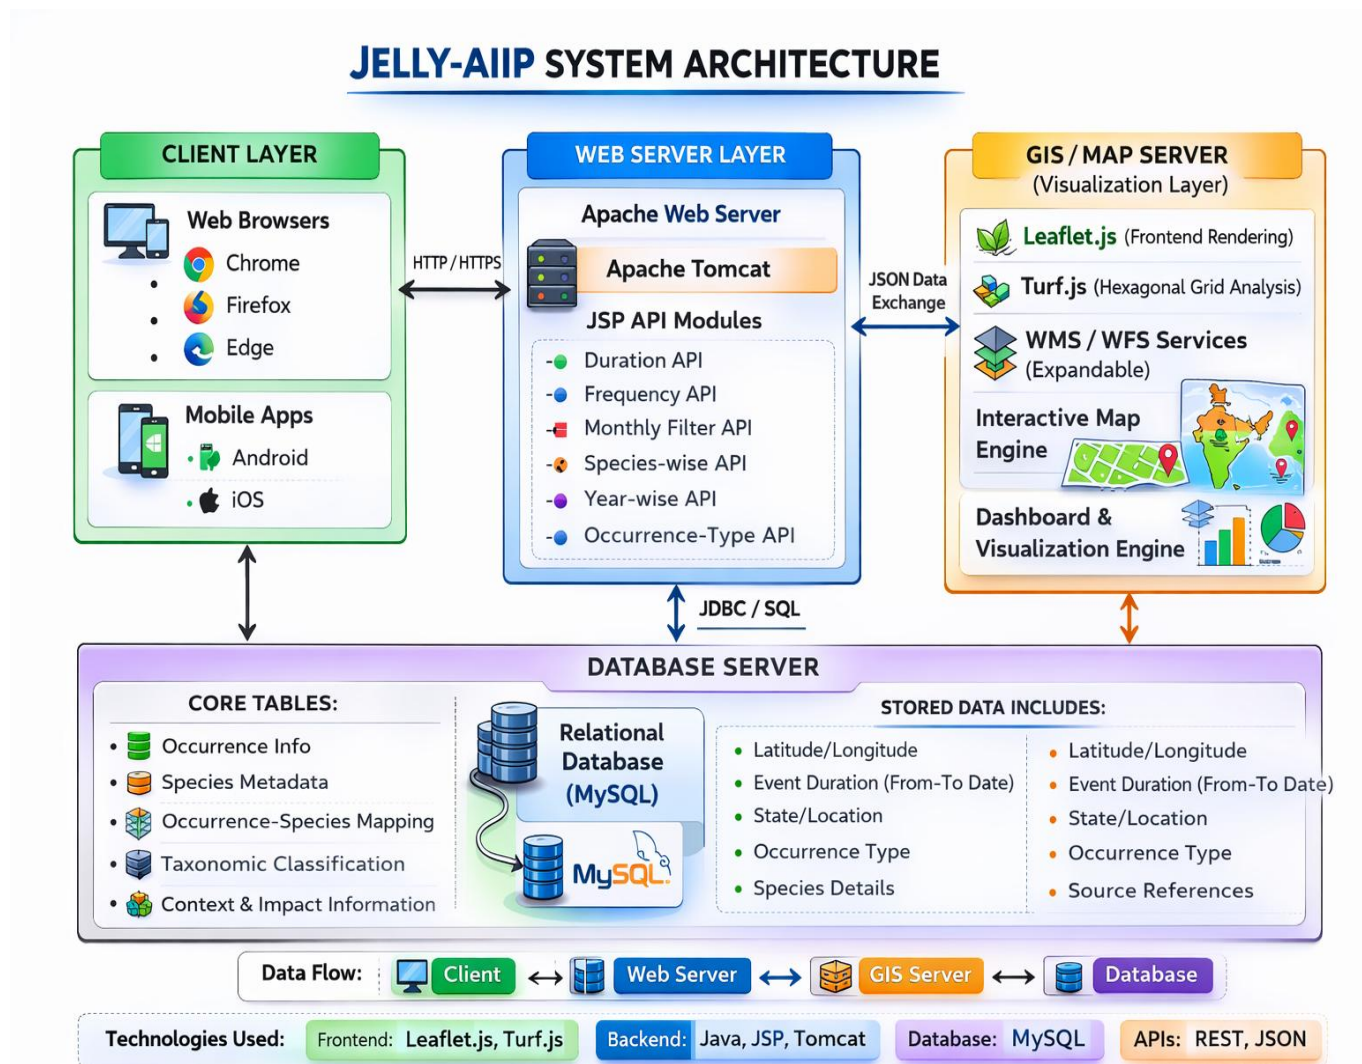 JELLY-AIIP SYSTEM ARCHITECTURE
CLIENT LAYER
Web Browsers
Chrome
Firefox
Edge
Mobile Apps
Android
iOS
HTTP / HTTPS
WEB SERVER LAYER
Apache Web Server
Apache Tomcat
JSP API Modules
Duration API
Frequency API
Monthly Filter API
Species-wise API
Year-wise API
Occurrence-Type API
JSON Data
Exchange
GIS / MAP SERVER
(Visualization Layer)
Leaflet.js (Frontend Rendering)
Turf.js (Hexagonal Grid Analysis)
WMS / WFS Services
(Expandable)
Interactive Map
Engine
Dashboard &
Visualization Engine
JDBC / SQL
DATABASE SERVER
CORE TABLES:
Occurrence Info
Species Metadata
Occurrence-Species Mapping
Taxonomic Classification
Context & Impact Information
Relational
Database
(MySQL)
MySQL
STORED DATA INCLUDES:
Latitude/Longitude
Event Duration (From-To Date)
State/Location
Occurrence Type
Species Details
Latitude/Longitude
Event Duration (From-To Date)
State/Location
Occurrence Type
Source References
Data Flow: Client Web Server GIS Server Database
Technologies Used: Frontend: Leaflet.js, Turf.js Backend: Java, JSP, Tomcat Database: MySQL APIs: REST, JSON